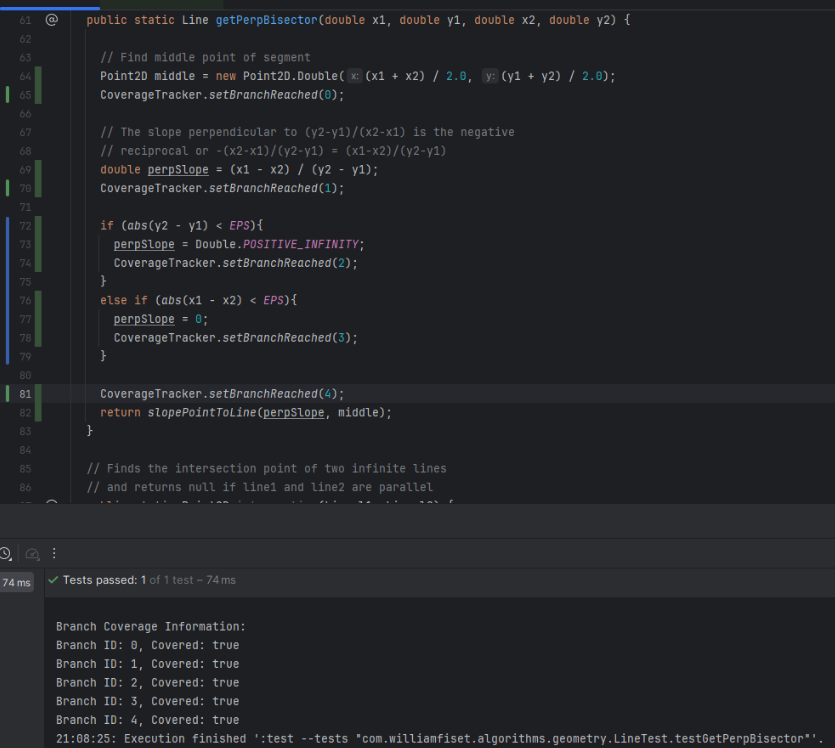 61 @ public static Line getPerpBisector(double x1, double y1, double x2, double y2) {
62
63 // Find middle point of segment
64 Point2D middle = new Point2D.Double( x: (x1 + x2) / 2.0, y: (y1 + y2) / 2.0);
65 CoverageTracker.setBranchReached(0);
66
67 // The slope perpendicular to (y2-y1)/(x2-x1) is the negative
68 // reciprocal or -(x2-x1)/(y2-y1) = (x1-x2)/(y2-y1)
69 double perpSlope = (x1 - x2) / (y2 - y1);
70 CoverageTracker.setBranchReached(1);
71
72 if (abs(y2 - y1) < EPS){
73 perpSlope = Double.POSITIVE_INFINITY;
74 CoverageTracker.setBranchReached(2);
75 }
76 else if (abs(x1 - x2) < EPS){
77 perpSlope = 0;
78 CoverageTracker.setBranchReached(3);
79 }
80
81 CoverageTracker.setBranchReached(4);
82 return slopePointToLine(perpSlope, middle);
83 }
84
85 // Finds the intersection point of two infinite lines
86 // and returns null if line1 and line2 are parallel
74 ms
Tests passed: 1 of 1 test – 74 ms
Branch Coverage Information:
Branch ID: 0, Covered: true
Branch ID: 1, Covered: true
Branch ID: 2, Covered: true
Branch ID: 3, Covered: true
Branch ID: 4, Covered: true
21:08:25: Execution finished ':test --tests "com.williamfiset.algorithms.geometry.LineTest.testGetPerpBisector"'.